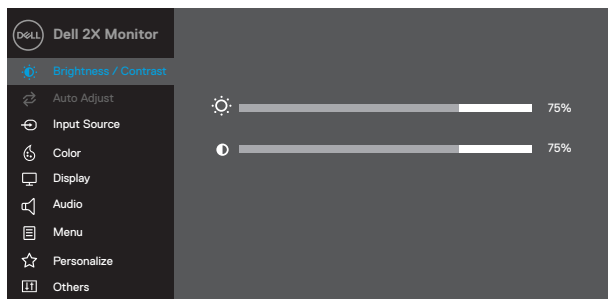 DELL
Dell 2X Monitor
Brightness / Contrast
Auto Adjust
75%
Input Source
Color
75%
Display
Audio
Menu
Personalize
Others